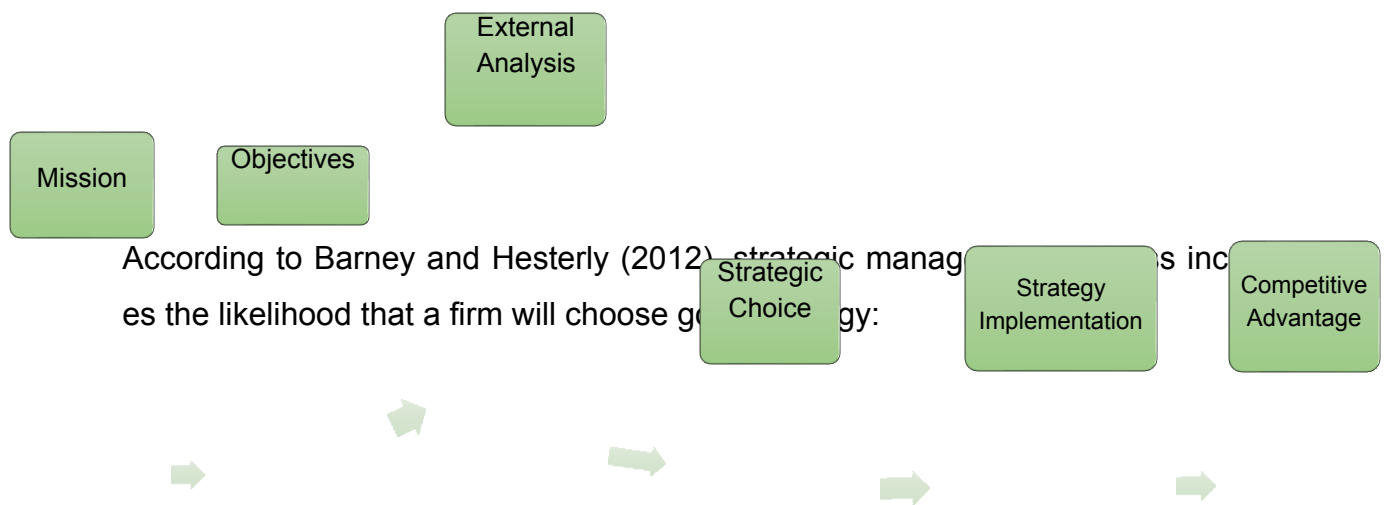 External
Analysis
Mission
Objectives
According to Barney and Hesterly (2012), strategic manag s inc
es the likelihood that a firm will choose go gy:
Strategic
Choice
Strategy
Implementation
Competitive
Advantage